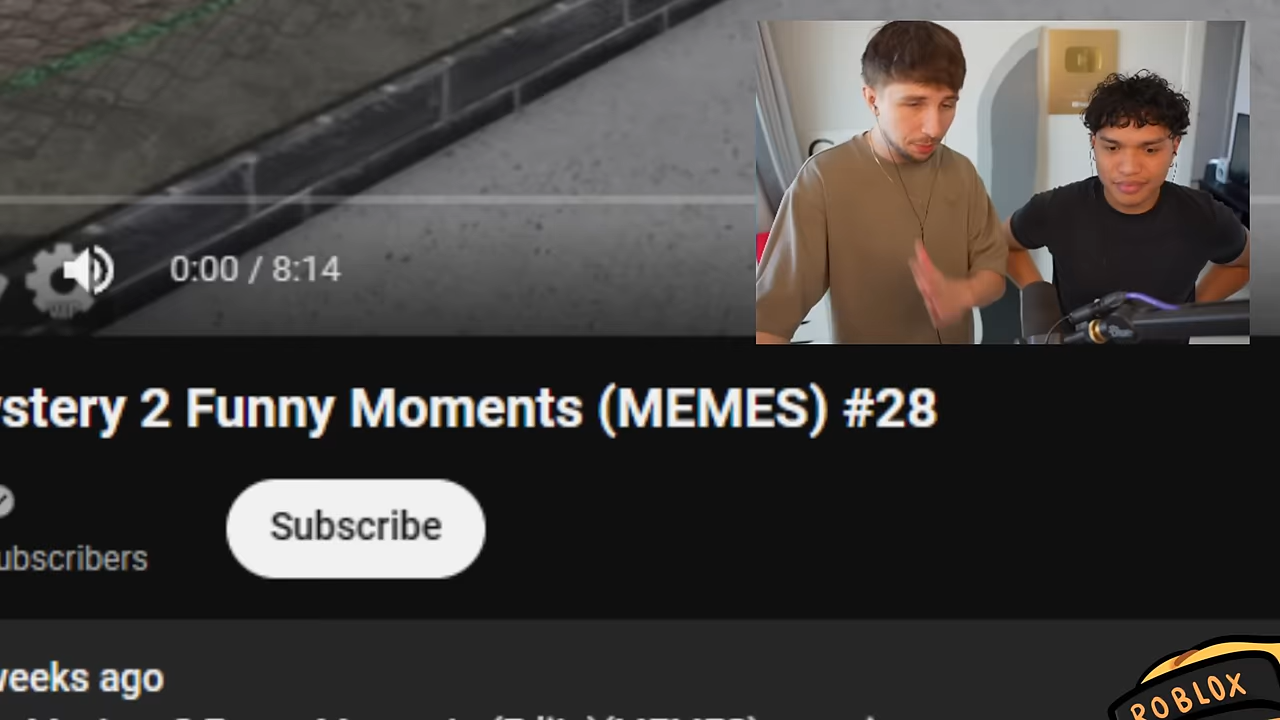 0:00 / 8:14
ystery 2 Funny Moments (MEMES) #28
Subscribe
ubscribers
weeks ago
ROBLOX